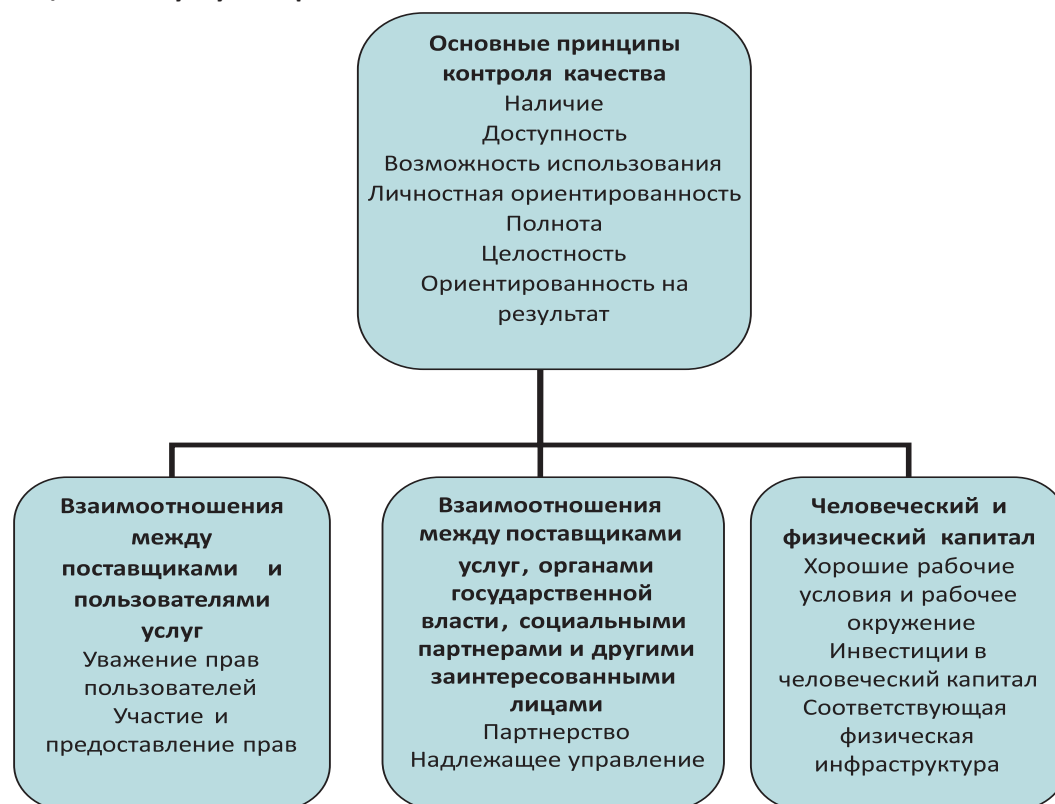 Основные принципы
контроля качества
Наличие
Доступность
Возможность использования
Личностная ориентированность
Полнота
Целостность
Ориентированность на
результат
Взаимоотношения
между
поставщиками и
пользователями
услуг
Уважение прав
пользователей
Участие и
предоставление прав
Взаимоотношения
между поставщиками
услуг, органами
государственной
власти, социальными
партнерами и другими
заинтересованными
лицами
Партнерство
Надлежащее управление
Человеческий и
физический капитал
Хорошие рабочие
условия и рабочее
окружение
Инвестиции в
человеческий капитал
Соответствующая
физическая
инфраструктура